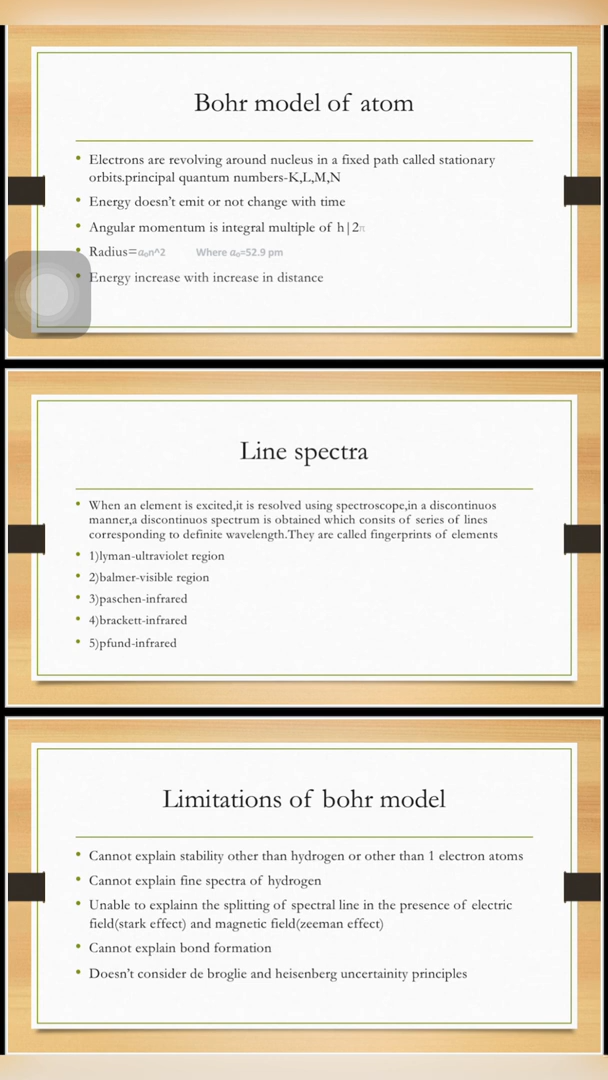 Bohr model of atom
• Electrons are revolving around nucleus in a fixed path called stationary
orbits.principal quantum numbers-K,L,M,N
• Energy doesn't emit or not change with time
• Angular momentum is integral multiple of h|2π
• Radius=a₀n^2 Where a₀=52.9 pm
• Energy increase with increase in distance
Line spectra
• When an element is excited,it is resolved using spectroscope,in a discontinuos
manner,a discontinuos spectrum is obtained which consits of series of lines
corresponding to definite wavelength.They are called fingerprints of elements
• 1)lyman-ultraviolet region
• 2)balmer-visible region
• 3)paschen-infrared
• 4)brackett-infrared
• 5)pfund-infrared
Limitations of bohr model
• Cannot explain stability other than hydrogen or other than 1 electron atoms
• Cannot explain fine spectra of hydrogen
• Unable to explainn the splitting of spectral line in the presence of electric
field(stark effect) and magnetic field(zeeman effect)
• Cannot explain bond formation
• Doesn't consider de broglie and heisenberg uncertainity principles